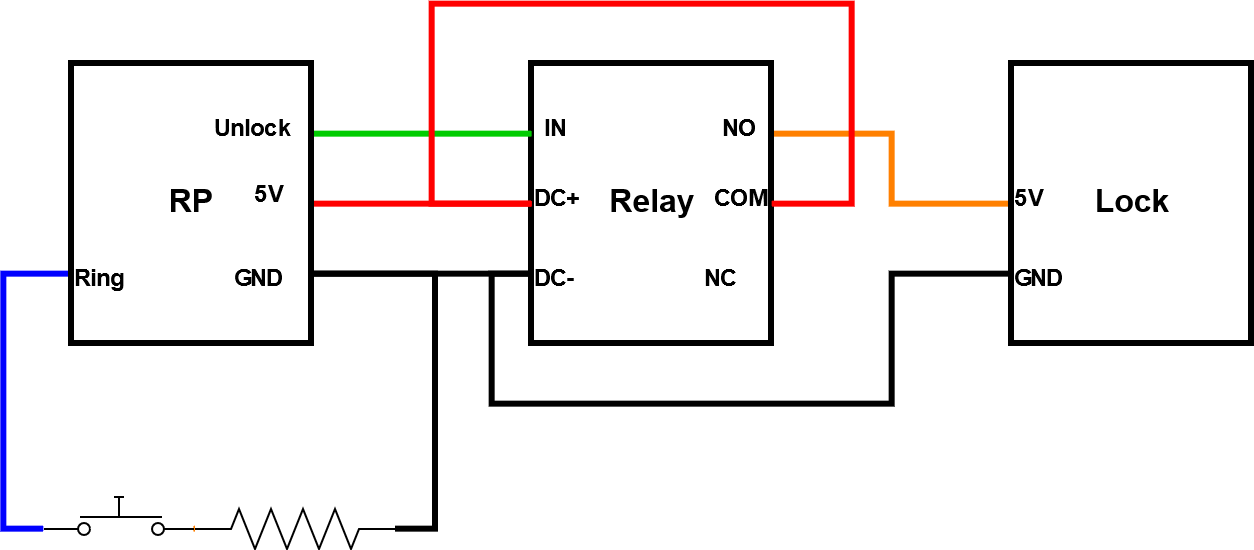 Unlock
IN
NO
5V
RP
DC+
Relay
COM
5V
Lock
Ring
GND
DC-
NC
GND